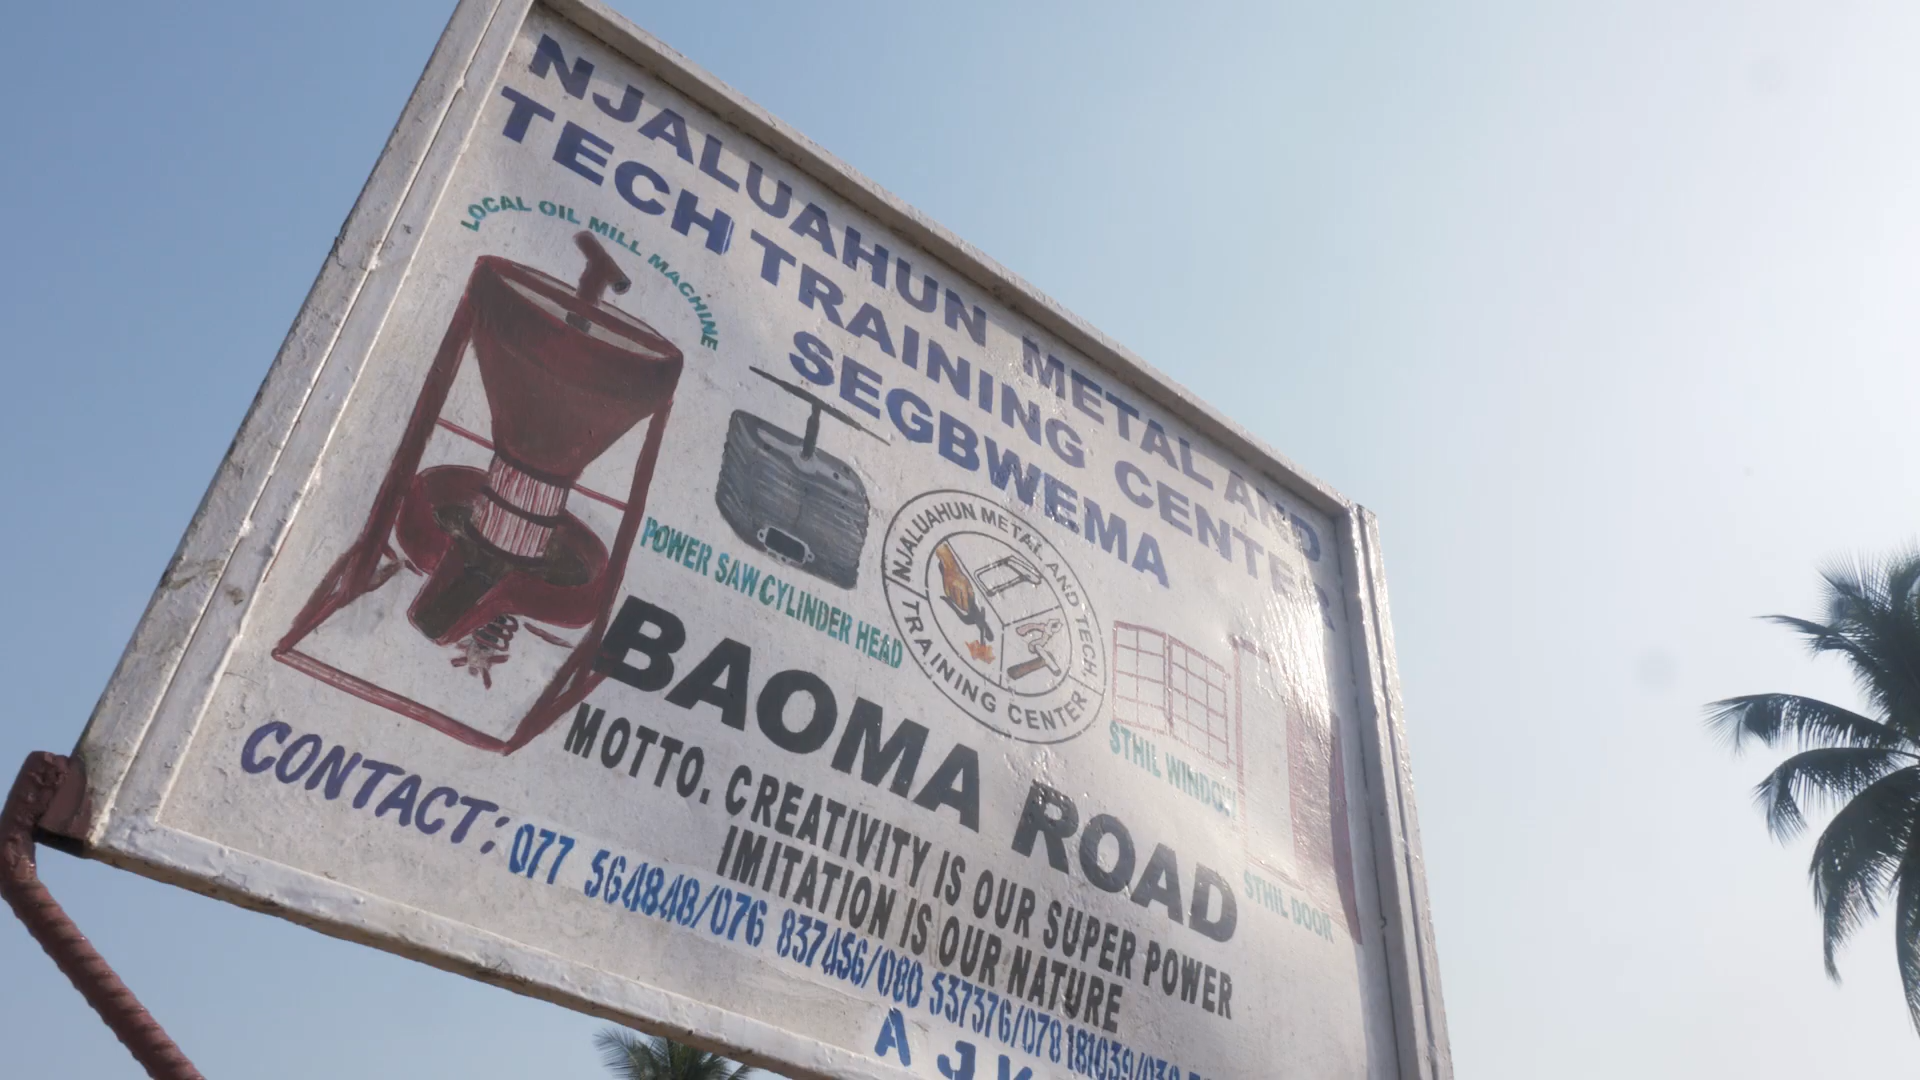 NJALUAHUN METAL AND
TECH TRAINING CENTER
SEGBWEMA
LOCAL OIL MILL MACHINE
POWER SAW CYLINDER HEAD
NJALUAHUN METAL AND TECH.
TRAINING CENTER
STHIL WINDOW
STHIL DOOR
BAOMA ROAD
MOTTO. CREATIVITY IS OUR SUPER POWER
IMITATION IS OUR NATURE
CONTACT: 077 564848/076 837456/080 537376/078 181039/030
A J K